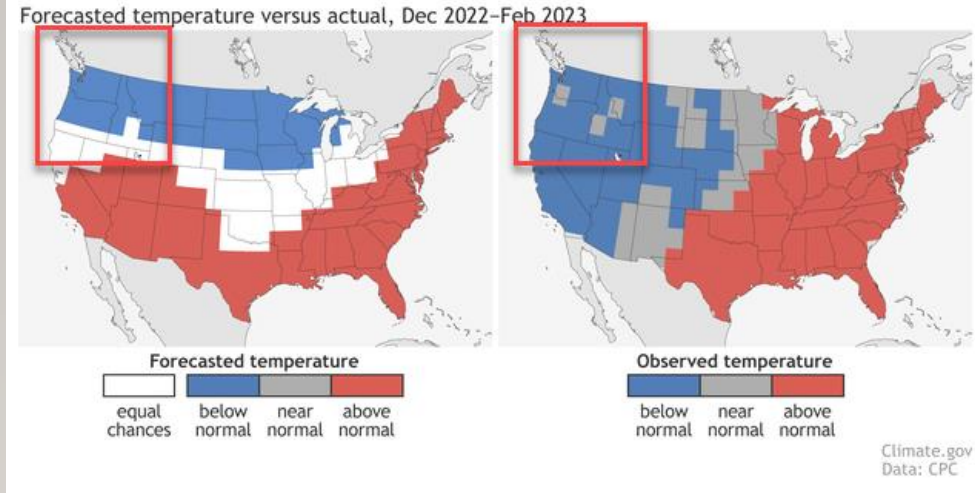 Forecasted temperature versus actual, Dec 2022–Feb 2023
Forecasted temperature
equal chances
below normal
near normal
above normal
Observed temperature
below normal
near normal
above normal
Climate.gov
Data: CPC